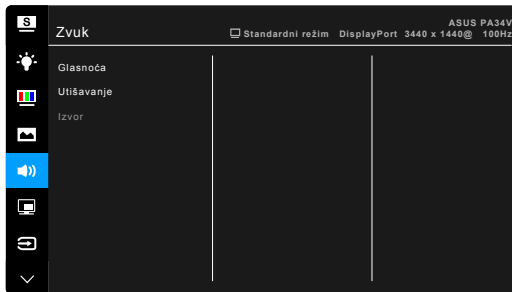 S
ASUS PA34V
Zvuk
Standardni režim DisplayPort 3440 x 1440@ 100Hz
Glasnoća
Utišavanje
Izvor